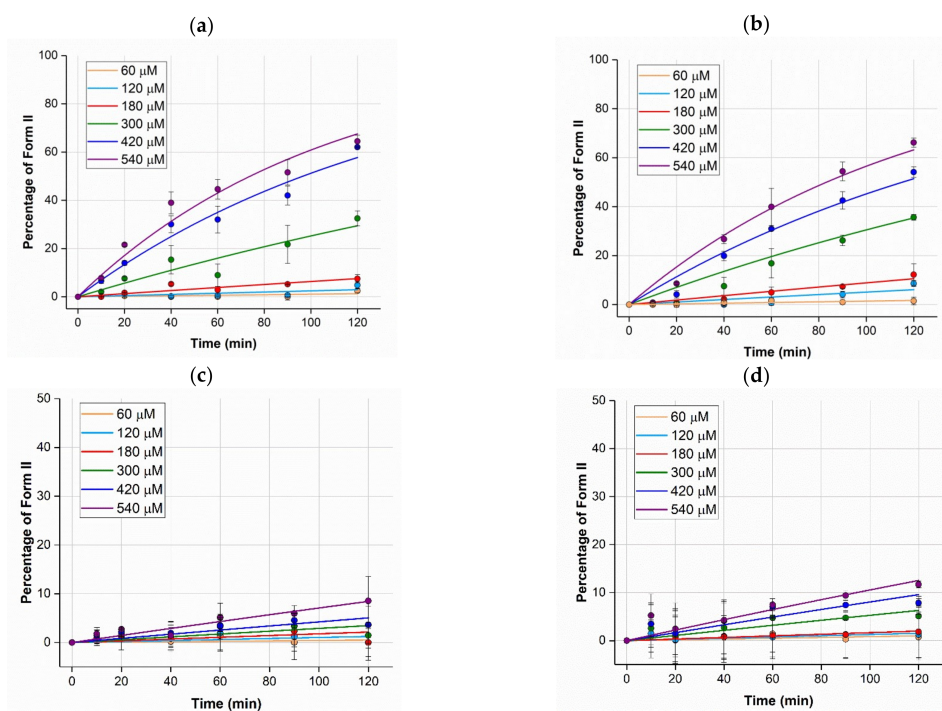 (a)
Percentage of Form II
100
80
60
40
20
0
60 μM
120 μM
180 μM
300 μM
420 μM
540 μM
0 20 40 60 80 100 120
Time (min)
(b)
Percentage of Form II
100
80
60
40
20
0
60 μM
120 μM
180 μM
300 μM
420 μM
540 μM
0 20 40 60 80 100 120
Time (min)
(c)
Percentage of Form II
50
40
30
20
10
0
60 μM
120 μM
180 μM
300 μM
420 μM
540 μM
0 20 40 60 80 100 120
Time (min)
(d)
Percentage of Form II
50
40
30
20
10
0
60 μM
120 μM
180 μM
300 μM
420 μM
540 μM
0 20 40 60 80 100 120
Time (min)